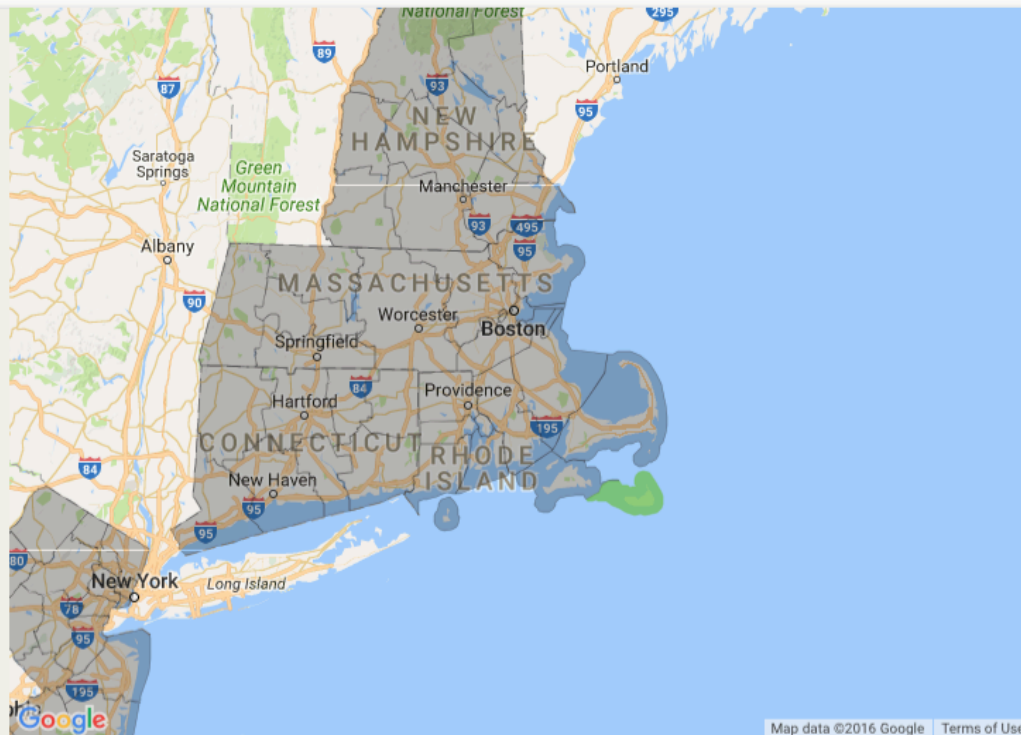 National Forest
295
89
Portland
87
93
95
NEW
HAMPSHIRE
Saratoga
Springs
Green
Mountain
National Forest
Manchester
93
495
95
Albany
MASSACHUSETTS
90
Worcester
Boston
Springfield
84
Providence
Hartford
195
CONNECTICUT
RHODE
ISLAND
84
New Haven
95
95
80
New York
Long Island
78
95
195
Google
Map data ©2016 Google
Terms of Use